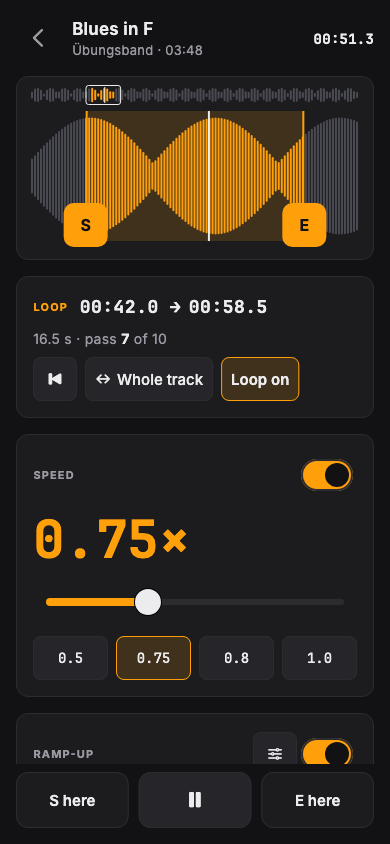 Blues in F
Übungsband · 03:48
00:51.3
S
E
LOOP 00:42.0 → 00:58.5
16.5 s · pass 7 of 10
↔ Whole track
Loop on
SPEED
0.75×
0.5
0.75
0.8
1.0
RAMP-UP
S here
E here